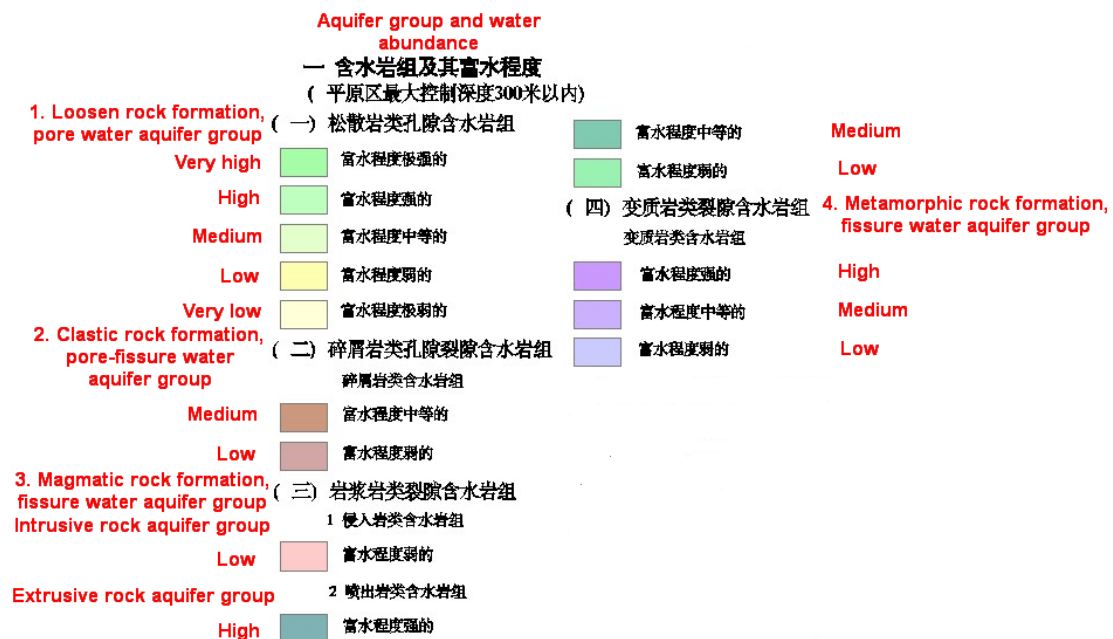 Aquifer group and water
abundance
一 含水岩组及其富水程度
( 平原区最大控制深度300米以内)
1. Loosen rock formation,
pore water aquifer group
( 一) 松散岩类孔隙含水岩组
Very high
富水程度极强的
High
富水程度强的
Medium
富水程度中等的
Low
富水程度弱的
Very low
富水程度极弱的
2. Clastic rock formation,
pore-fissure water
aquifer group
( 二) 碎屑岩类孔隙裂隙含水岩组
碎屑岩类含水岩组
Medium
富水程度中等的
Low
富水程度弱的
3. Magmatic rock formation,
fissure water aquifer group
( 三) 岩浆岩类裂隙含水岩组
Intrusive rock aquifer group
1 侵入岩类含水岩组
Low
富水程度弱的
2 喷出岩类含水岩组
Extrusive rock aquifer group
High
富水程度强的
富水程度中等的
Medium
富水程度弱的
Low
( 四) 变质岩类裂隙含水岩组
4. Metamorphic rock formation,
fissure water aquifer group
变质岩类含水岩组
富水程度强的
High
富水程度中等的
Medium
富水程度弱的
Low